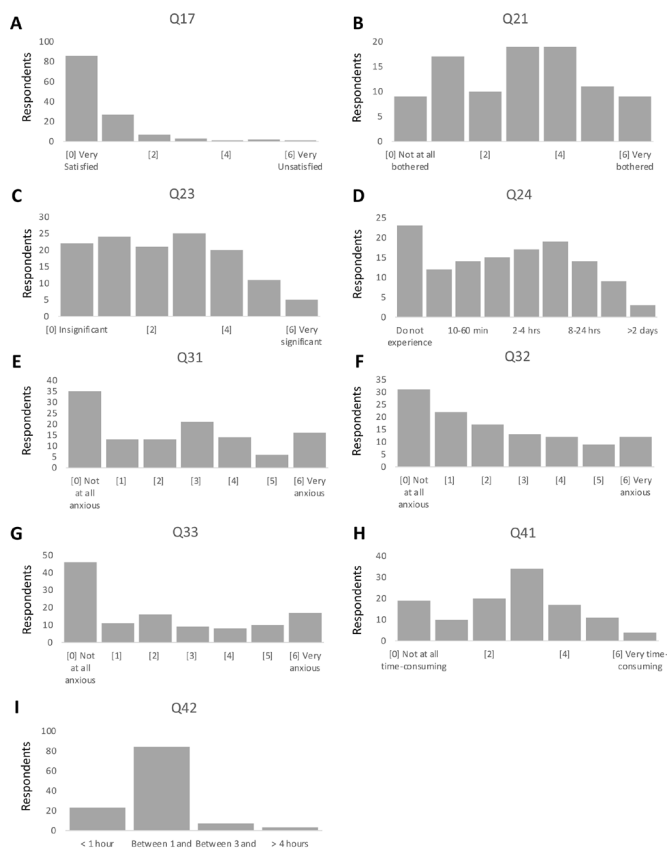 A
Q17
Respondents
100
80
60
40
20
0
[0] Very
Satisfied
[2]
[4]
[6] Very
Unsatisfied
B
Q21
Respondents
20
15
10
5
0
[0] Not at all
bothered
[2]
[4]
[6] Very
bothered
C
Q23
Respondents
30
25
20
15
10
5
0
[0] Insignificant
[2]
[4]
[6] Very
significant
D
Q24
Respondents
25
20
15
10
5
0
Do not
experience
10-60 min
2-4 hrs
8-24 hrs
>2 days
E
Q31
Respondents
40
35
30
25
20
15
10
5
0
[0] Not
at all
anxious
[1]
[2]
[3]
[4]
[5]
[6] Very
anxious
F
Q32
Respondents
35
30
25
20
15
10
5
0
[0] Not
at all
anxious
[1]
[2]
[3]
[4]
[5]
[6] Very
anxious
G
Q33
Respondents
50
40
30
20
10
0
[0] Not
at all
anxious
[1]
[2]
[3]
[4]
[5]
[6] Very
anxious
H
Q41
Respondents
40
30
20
10
0
[0] Not at all
time-consuming
[2]
[4]
[6] Very time-
consuming
I
Q42
Respondents
100
80
60
40
20
0
< 1 hour
Between 1 and
Between 3 and
> 4 hours